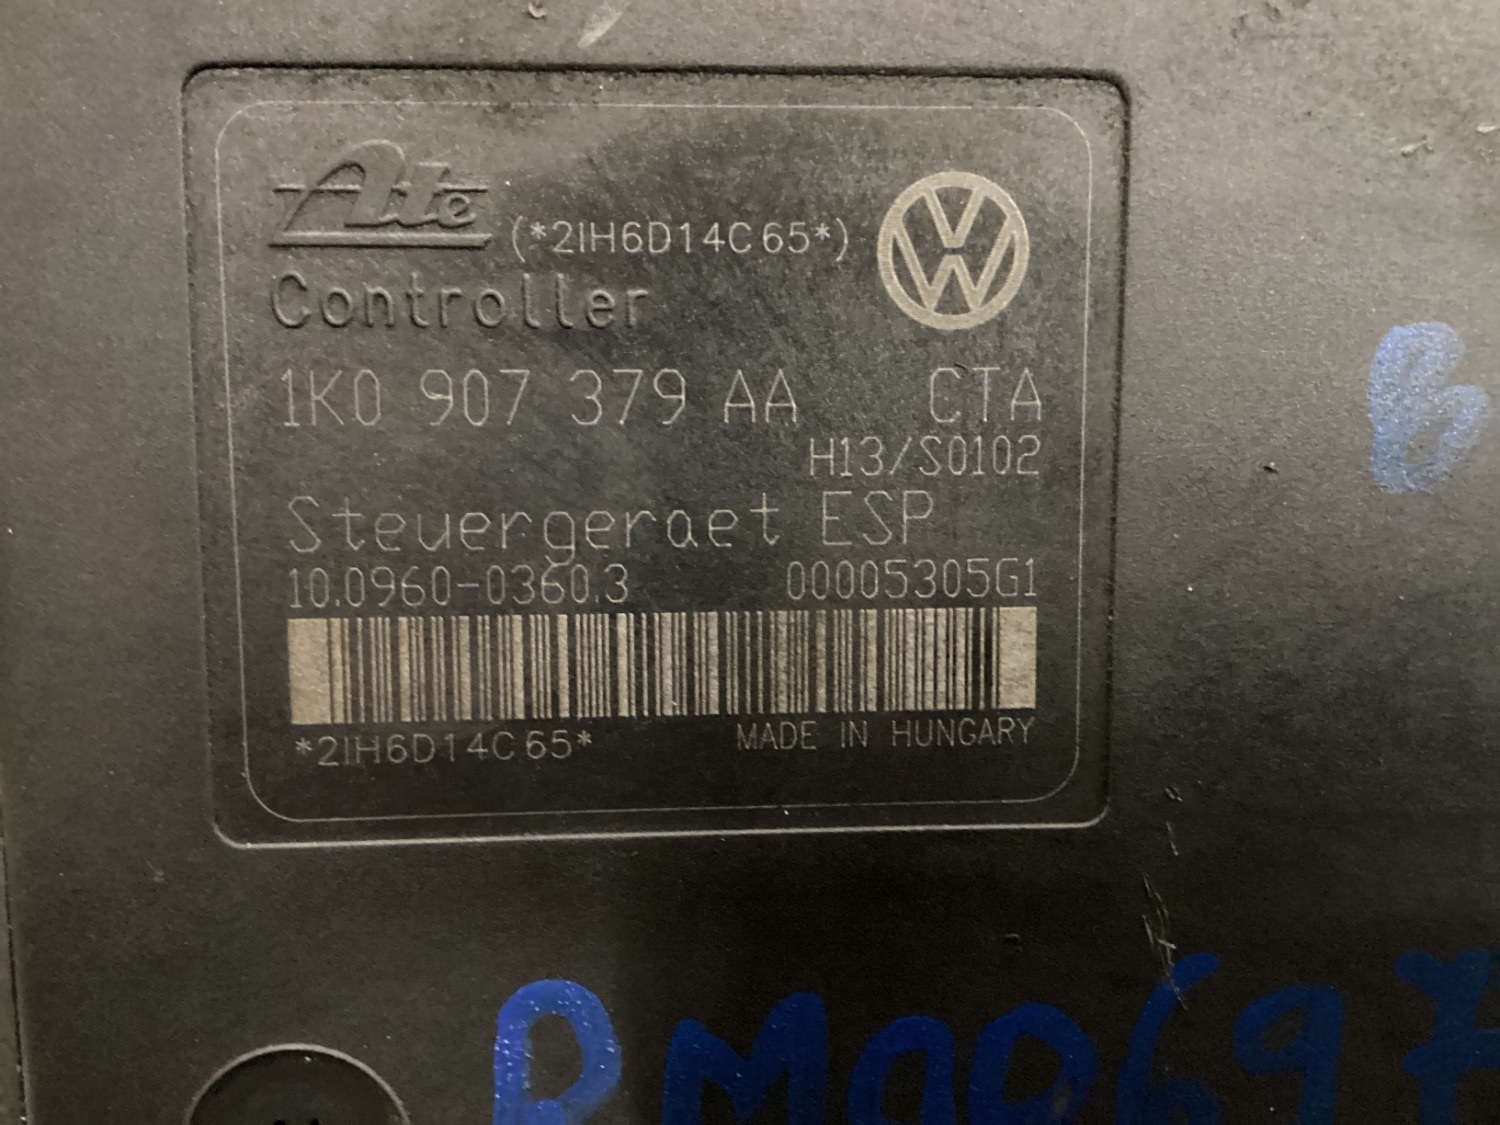 Ate (*2IH6D14C65*)
Controller
1K0 907 379 AA CTA
H13/S0102
Steuergeraet ESP
10.0960-0360.3 00005305G1
*2IH6D14C65* MADE IN HUNGARY
B